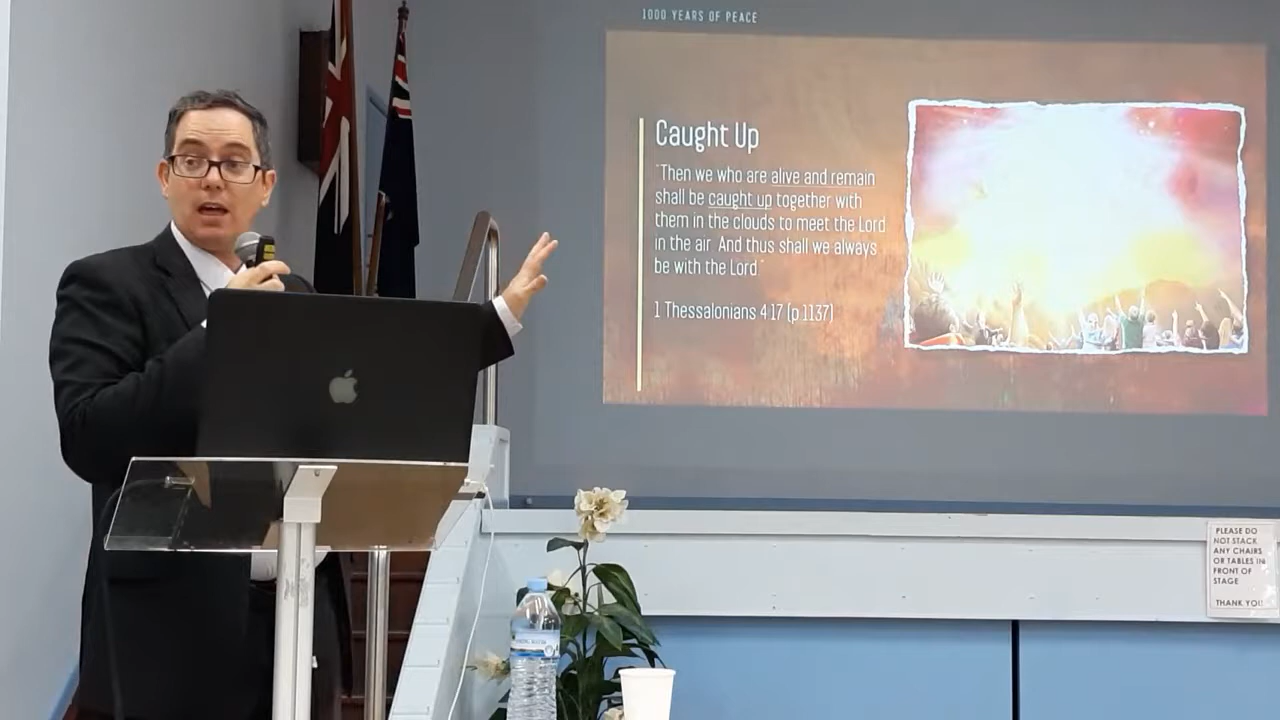 1000 YEARS OF PEACE
Caught Up
"Then we who are alive and remain
shall be caught up together with
them in the clouds to meet the Lord
in the air. And thus shall we always
be with the Lord."
1 Thessalonians 4:17 (p.1137)
PLEASE DO
NOT STACK
ANY CHAIRS
OR TABLES IN
FRONT OF
STAGE
THANK YOU